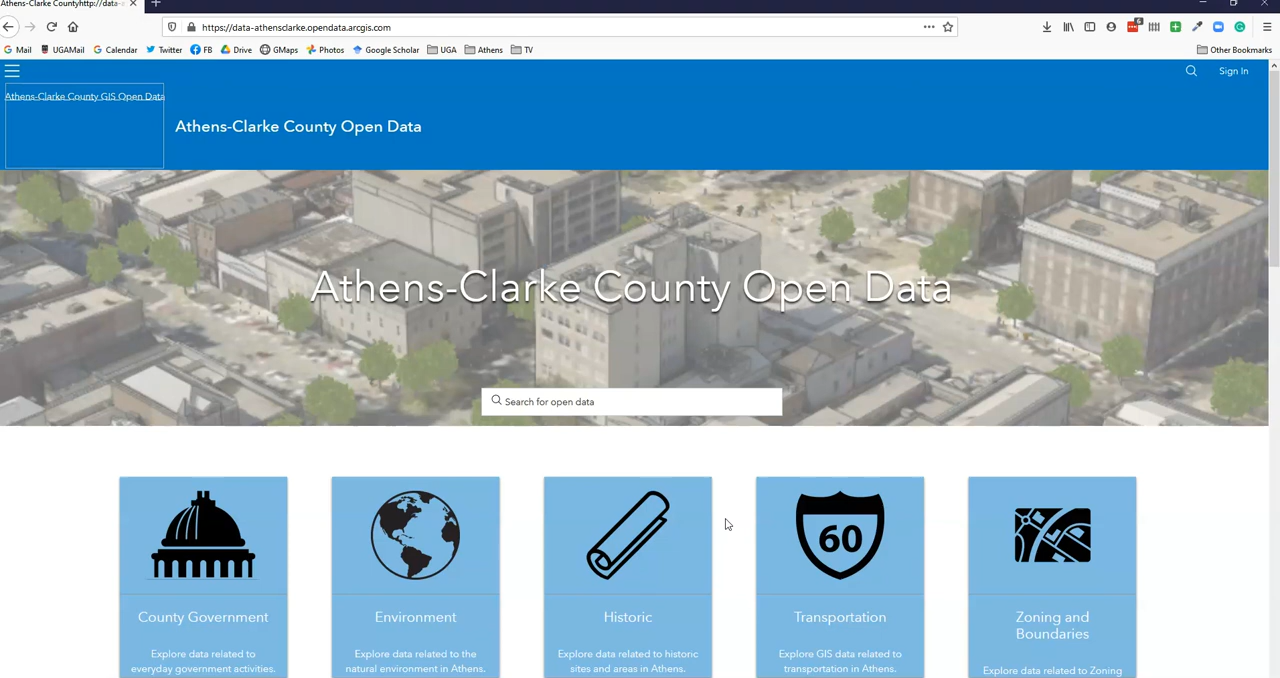 Athens-Clarke Countyhttp://data-c
https://data-athensclarke.opendata.arcgis.com
6
Mail
UGAMail
Calendar
Twitter
FB
Drive
GMaps
Photos
Google Scholar
UGA
Athens
TV
Other Bookmarks
Sign In
Athens-Clarke County GIS Open Data
Athens-Clarke County Open Data
Athens-Clarke County Open Data
Search for open data
60
County Government
Explore data related to
everyday government activities.
Environment
Explore data related to the
natural environment in Athens.
Historic
Explore data related to historic
sites and areas in Athens.
Transportation
Explore GIS data related to
transportation in Athens.
Zoning and
Boundaries
Explore data related to Zoning